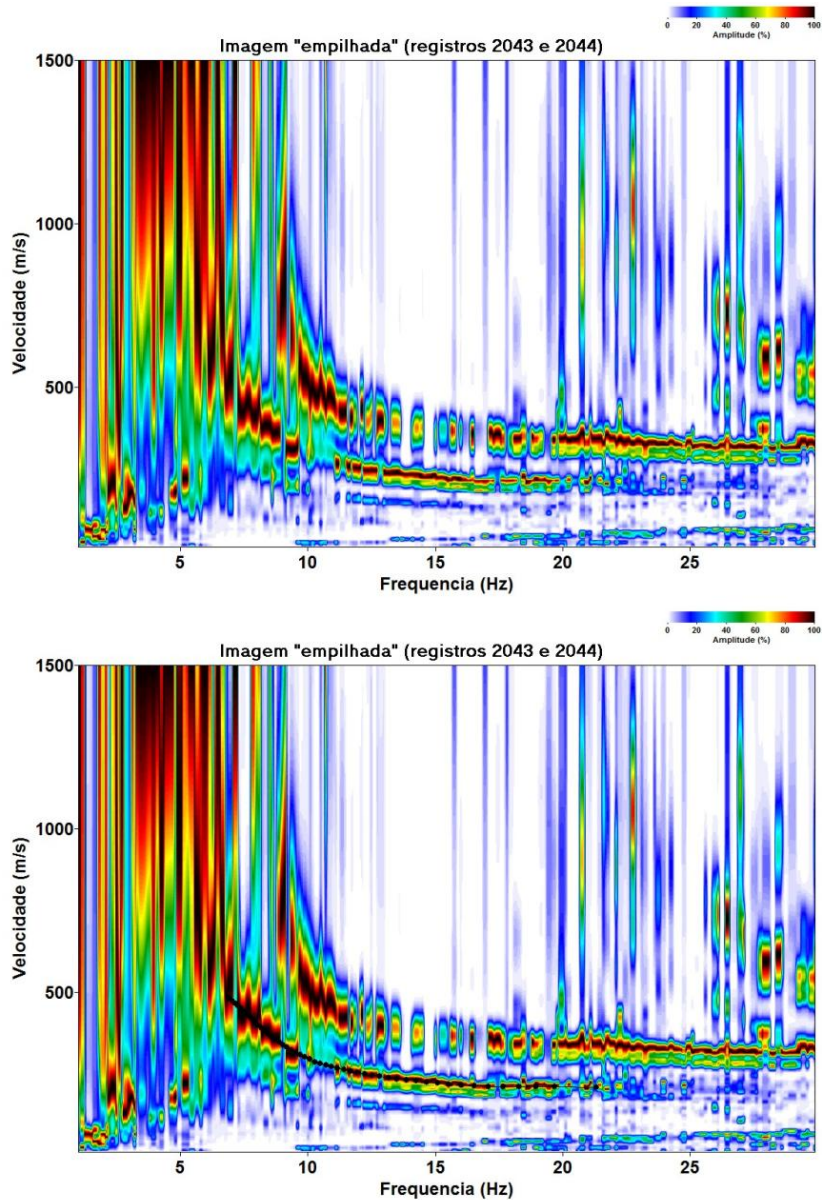 0 20 40 60 80 100
Amplitude (%)
Imagem "empilhada" (registros 2043 e 2044)
1500
1000
500
Velocidade (m/s)
5 10 15 20 25
Frequencia (Hz)
0 20 40 60 80 100
Amplitude (%)
Imagem "empilhada" (registros 2043 e 2044)
1500
1000
500
Velocidade (m/s)
5 10 15 20 25
Frequencia (Hz)